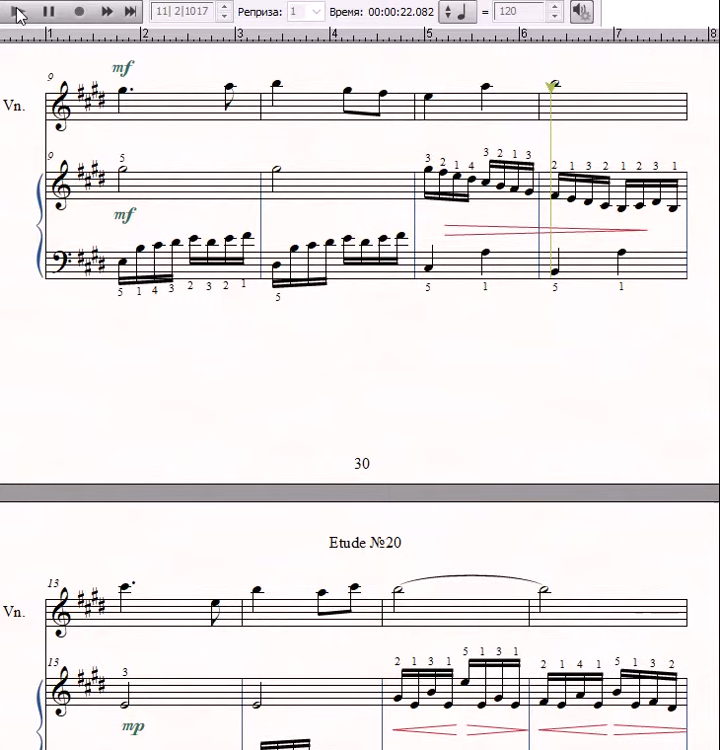 11| 2|1017 Реприза: 1 Время: 00:00:22.082 = 120
1 2 3 4 5 6 7 8
9 mf
Vn.
9 5 3 2 1 4 3 2 1 3 2 1 3 2 1 2 3 1
mf
5 1 4 3 2 3 2 1 5 5 1 5 1
30
Etude №20
13
Vn.
13 3 2 1 3 1 5 1 3 1 2 1 4 1 5 1 3 2
mp